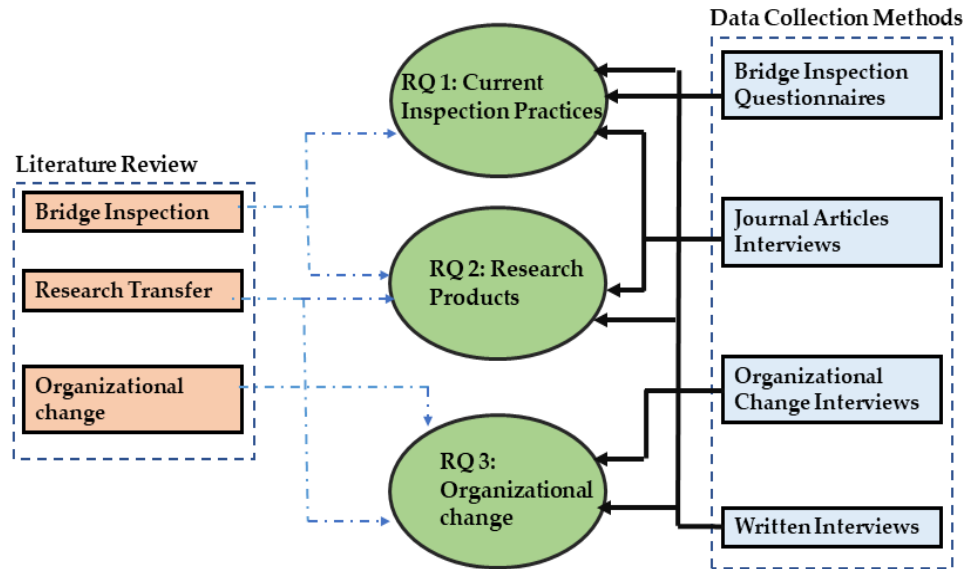 Data Collection Methods
RQ 1: Current
Inspection Practices
Bridge Inspection
Questionnaires
Literature Review
Bridge Inspection
Research Transfer
Organizational
change
RQ 2: Research
Products
Journal Articles
Interviews
RQ 3:
Organizational
change
Organizational
Change Interviews
Written Interviews